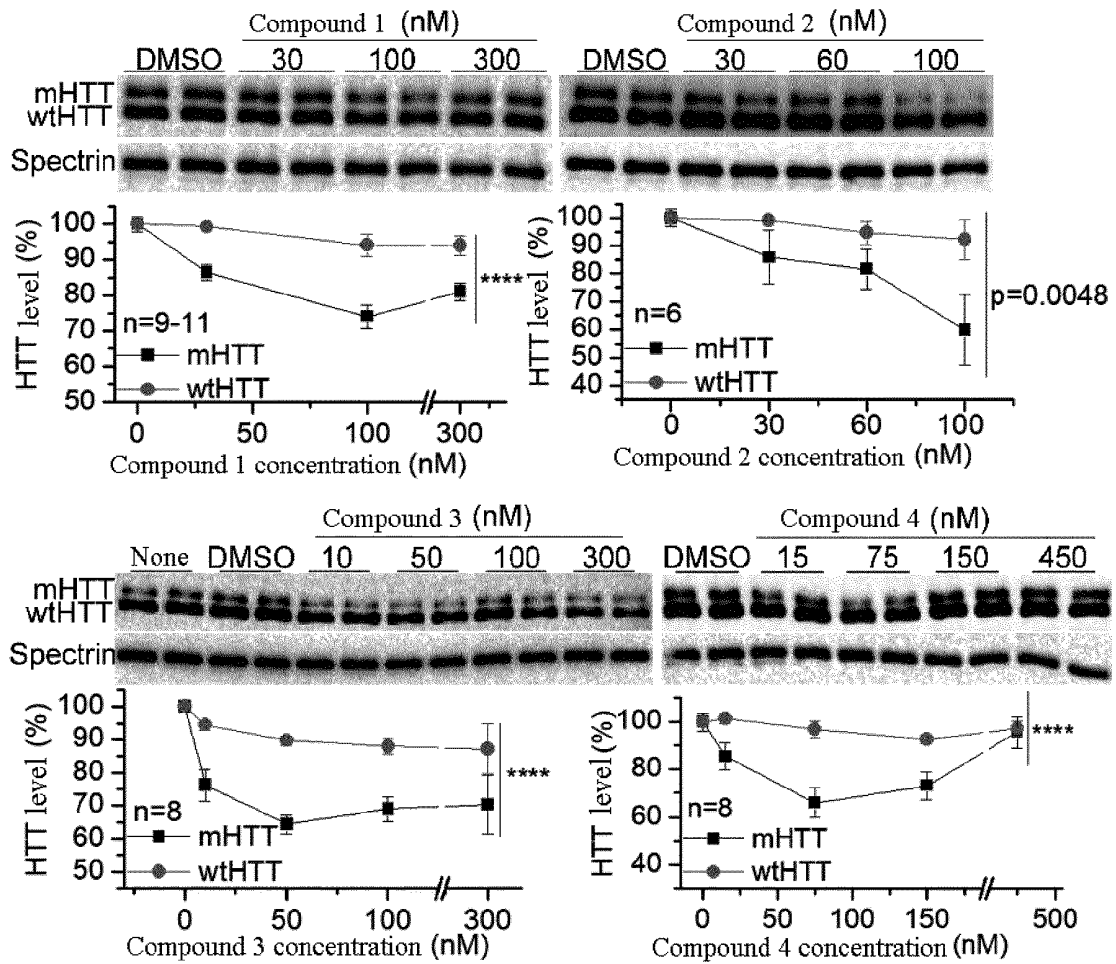 Compound 1 (nM)
DMSO 30 100 300
mHTT
wtHTT
Spectrin
HTT level (%)
100
90
80
70
60
50
n=9-11
mHTT
wtHTT
****
0 50 100 300
Compound 1 concentration (nM)
Compound 2 (nM)
DMSO 30 60 100
HTT level (%)
100
90
80
70
60
50
40
n=6
mHTT
wtHTT
p=0.0048
0 30 60 100
Compound 2 concentration (nM)
Compound 3 (nM)
None DMSO 10 50 100 300
mHTT
wtHTT
Spectrin
HTT level (%)
100
90
80
70
60
50
n=8
mHTT
wtHTT
****
0 50 100 300
Compound 3 concentration (nM)
Compound 4 (nM)
DMSO 15 75 150 450
HTT level (%)
100
80
60
40
n=8
mHTT
wtHTT
****
0 50 100 150 500
Compound 4 concentration (nM)